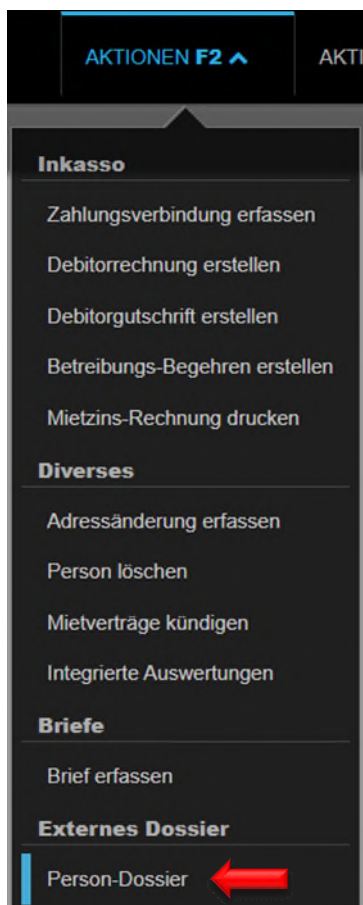 AKTIONEN F2 AKTI
Inkasso
Zahlungsverbindung erfassen
Debitorrechnung erstellen
Debitorgutschrift erstellen
Betreibungs-Begehren erstellen
Mietzins-Rechnung drucken
Diverses
Adressänderung erfassen
Person löschen
Mietverträge kündigen
Integrierte Auswertungen
Briefe
Brief erfassen
Externes Dossier
Person-Dossier